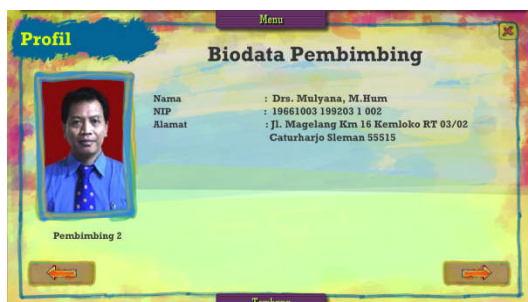 Menu
Profil
Biodata Pembimbing
Nama : Drs. Mulyana, M.Hum
NIP : 19661003 199203 1 002
Alamat : Jl. Magelang Km 16 Kemloko RT 03/02
Caturharjo Sleman 55515
Pembimbing 2